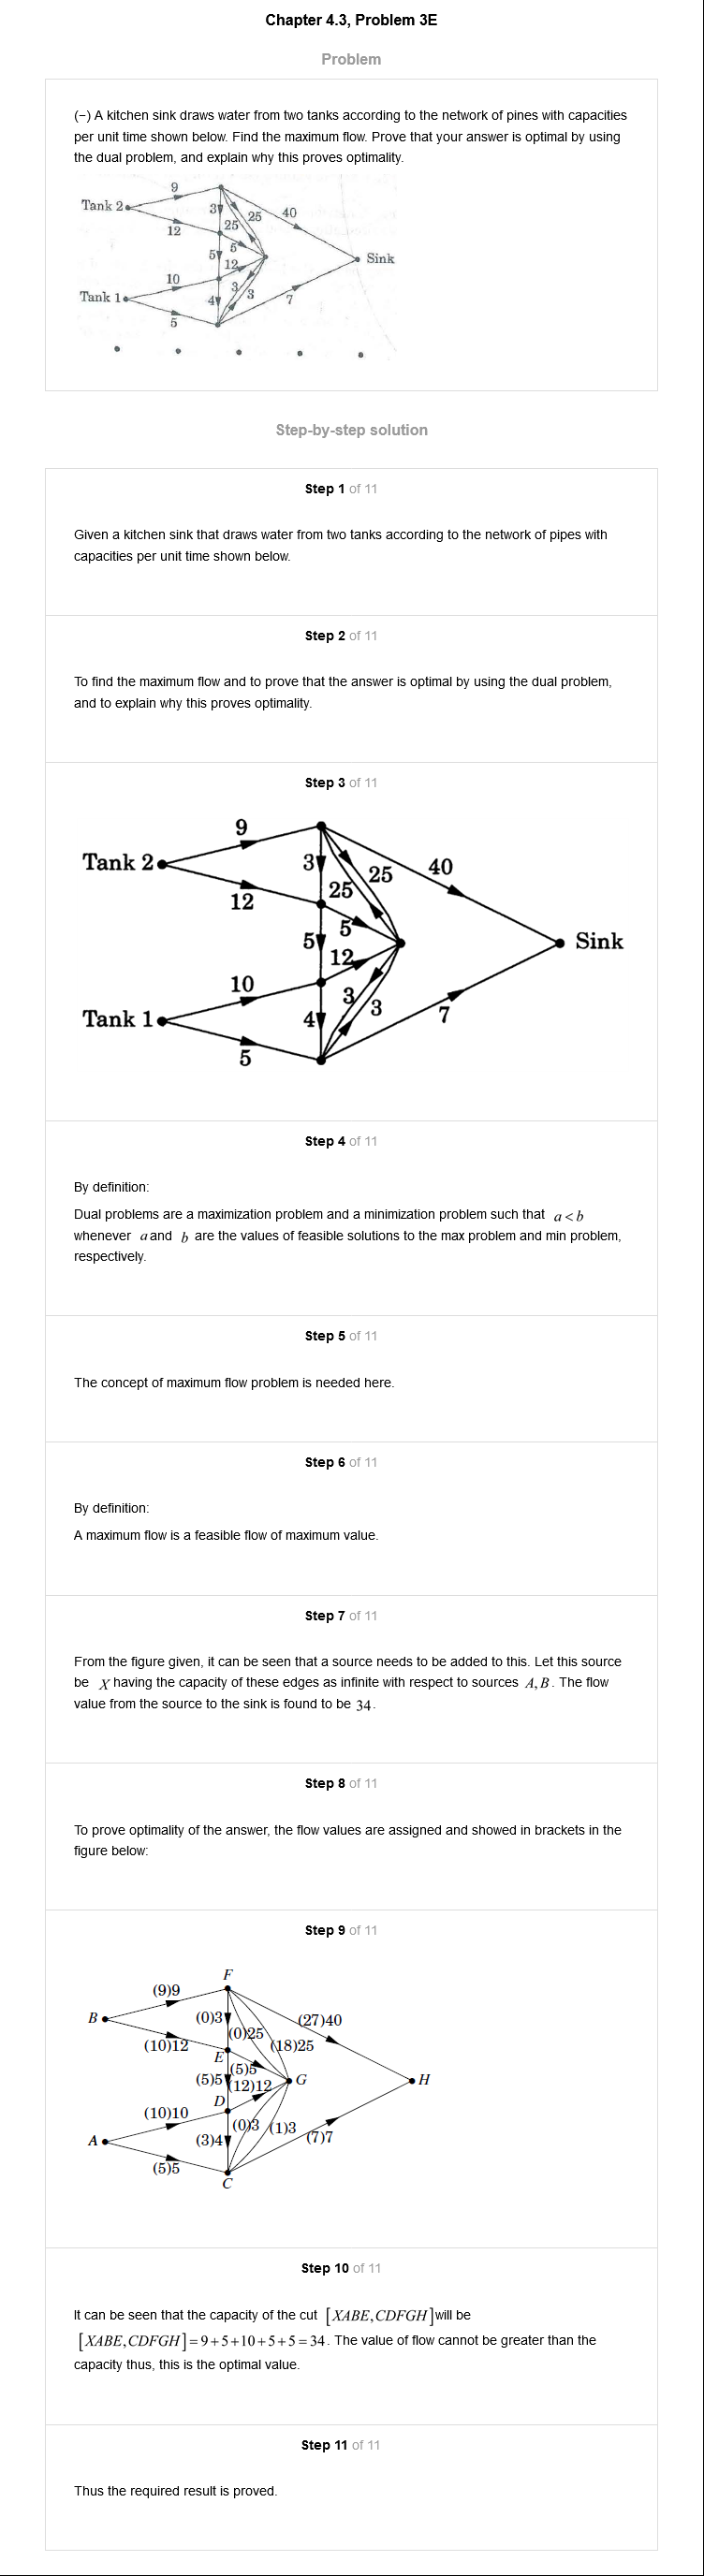 Chapter 4.3, Problem 3E
Problem
(−) A kitchen sink draws water from two tanks according to the network of pines with capacities
per unit time shown below. Find the maximum flow. Prove that your answer is optimal by using
the dual problem, and explain why this proves optimality.
9
Tank 2
3
25
40
12
25
5
5
Sink
12
10
3
Tank 1
4
3
7
5
Step-by-step solution
Step 1 of 11
Given a kitchen sink that draws water from two tanks according to the network of pipes with
capacities per unit time shown below.
Step 2 of 11
To find the maximum flow and to prove that the answer is optimal by using the dual problem,
and to explain why this proves optimality.
Step 3 of 11
9
Tank 2
3
25
40
12
25
5
5
Sink
12
10
3
Tank 1
4
3
7
5
Step 4 of 11
By definition:
Dual problems are a maximization problem and a minimization problem such that a < b
whenever a and b are the values of feasible solutions to the max problem and min problem,
respectively.
Step 5 of 11
The concept of maximum flow problem is needed here.
Step 6 of 11
By definition:
A maximum flow is a feasible flow of maximum value.
Step 7 of 11
From the figure given, it can be seen that a source needs to be added to this. Let this source
be X having the capacity of these edges as infinite with respect to sources A, B. The flow
value from the source to the sink is found to be 34.
Step 8 of 11
To prove optimality of the answer, the flow values are assigned and showed in brackets in the
figure below:
Step 9 of 11
F
(9)9
B
(0)3
(27)40
(0)25
(10)12
(18)25
E
(5)5
(5)5
G
H
(12)12
D
(10)10
(0)3
(1)3
A
(3)4
(7)7
(5)5
C
Step 10 of 11
It can be seen that the capacity of the cut [XABE, CDFGH] will be
[XABE, CDFGH] = 9+5+10+5+5 = 34. The value of flow cannot be greater than the
capacity thus, this is the optimal value.
Step 11 of 11
Thus the required result is proved.